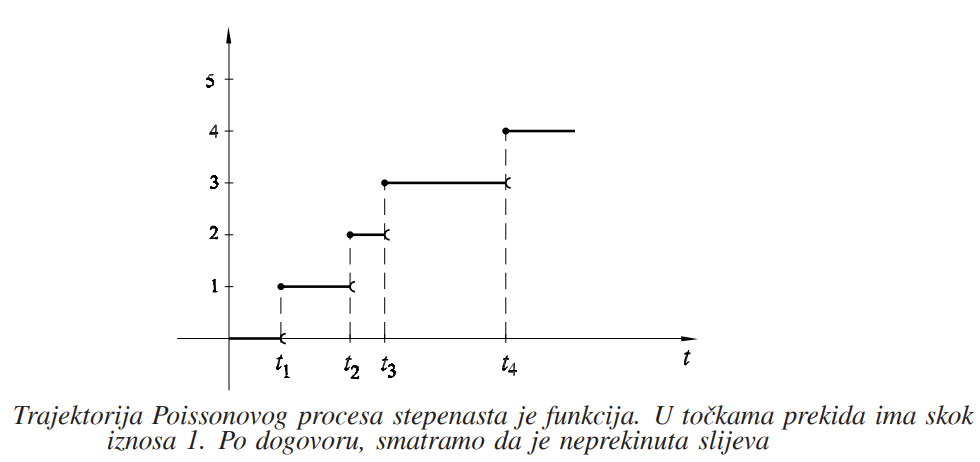 5
4
3
2
1
t1 t2 t3 t4 t
Trajektorija Poissonovog procesa stepenasta je funkcija. U točkama prekida ima skok
iznosa 1. Po dogovoru, smatramo da je neprekinuta slijeva